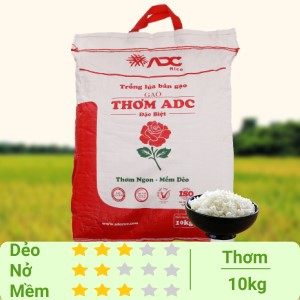 ADC
Rice
Trồng lúa bán gạo
GẠO
THƠM ADC
Đặc Biệt
Thơm Ngon - Mềm Dẻo
ISO
10kg
Dẻo
Nở
Mềm
Thơm
10kg